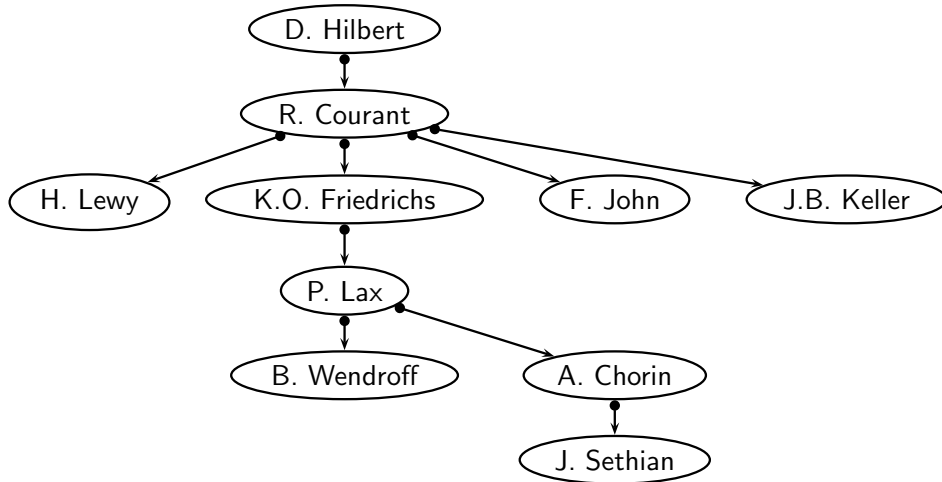 D. Hilbert
R. Courant
H. Lewy
K.O. Friedrichs
F. John
J.B. Keller
P. Lax
B. Wendroff
A. Chorin
J. Sethian